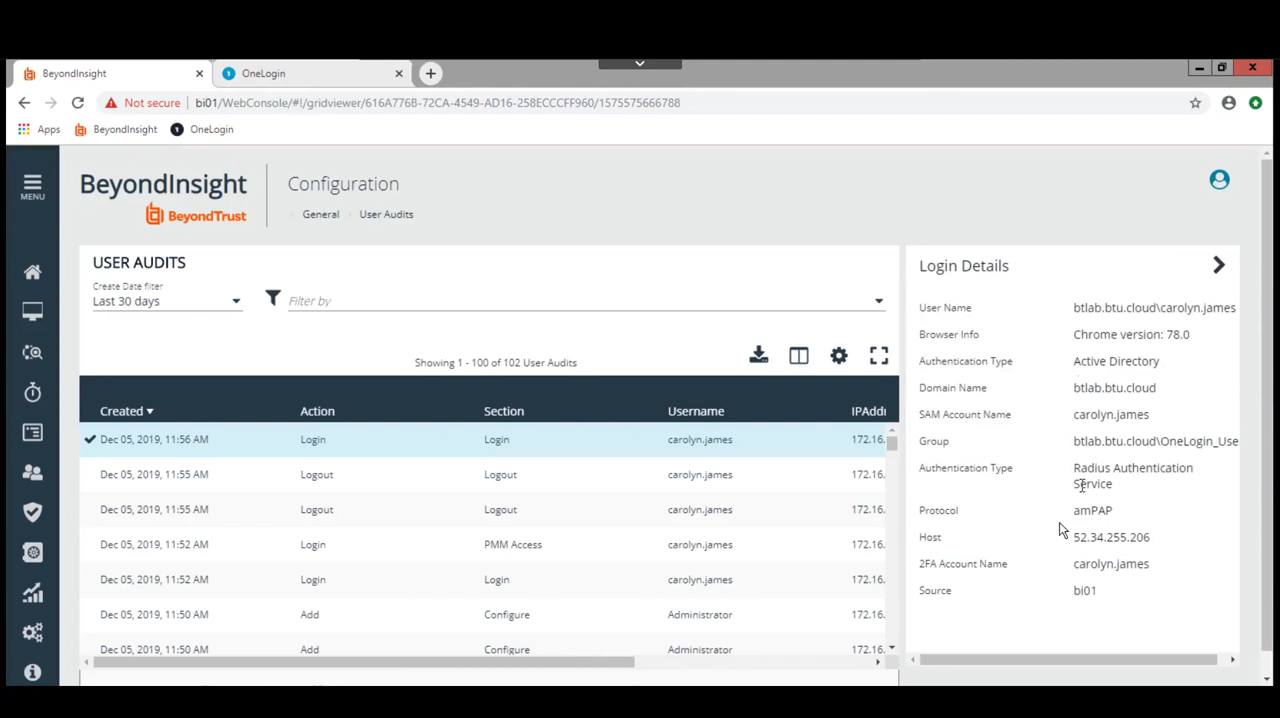 BeyondInsight
OneLogin
Not secure
bi01/WebConsole/#!/gridviewer/616A776B-72CA-4549-AD16-258ECCCFF960/1575575666788
Apps
BeyondInsight
OneLogin
MENU
BeyondInsight
BeyondTrust
Configuration
General
User Audits
USER AUDITS
Create Date filter
Last 30 days
Filter by
Showing 1 - 100 of 102 User Audits
Created Action Section Username IPAddr
Dec 05, 2019, 11:56 AM Login Login carolyn.james 172.16.
Dec 05, 2019, 11:55 AM Logout Logout carolyn.james 172.16.
Dec 05, 2019, 11:55 AM Logout Logout carolyn.james 172.16.
Dec 05, 2019, 11:52 AM Login PMM Access carolyn.james 172.16.
Dec 05, 2019, 11:52 AM Login Login carolyn.james 172.16.
Dec 05, 2019, 11:50 AM Add Configure Administrator 172.16.
Dec 05, 2019, 11:50 AM Add Configure Administrator 172.16.
Login Details
User Name btlab.btu.cloud\carolyn.james
Browser Info Chrome version: 78.0
Authentication Type Active Directory
Domain Name btlab.btu.cloud
SAM Account Name carolyn.james
Group btlab.btu.cloud\OneLogin_Use
Authentication Type Radius Authentication
Service
Protocol amPAP
Host 52.34.255.206
2FA Account Name carolyn.james
Source bi01